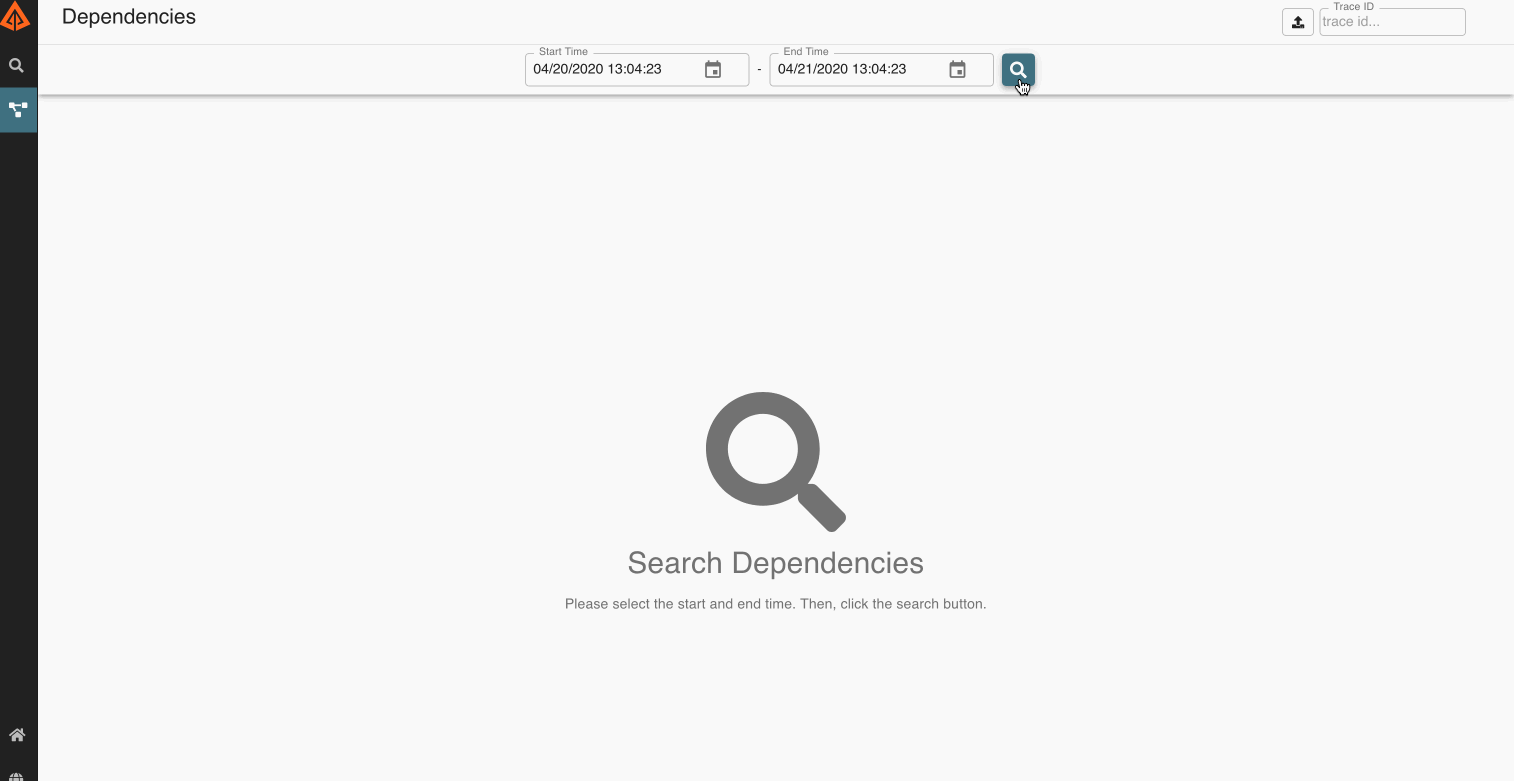 Dependencies
Trace ID
trace id...
Start Time
End Time
04/20/2020 13:04:23 - 04/21/2020 13:04:23
Search Dependencies
Please select the start and end time. Then, click the search button.